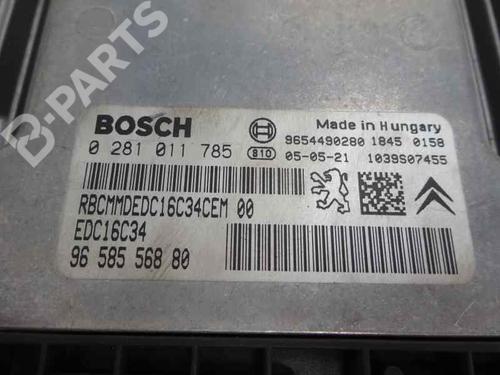 B-PARTS
BOSCH
Made in Hungary
0 281 011 785
B10
9654490280 1845 0158
05-05-21 1039S07455
RBCMMDEDC16C34CEM 00
EDC16C34
96 585 568 80